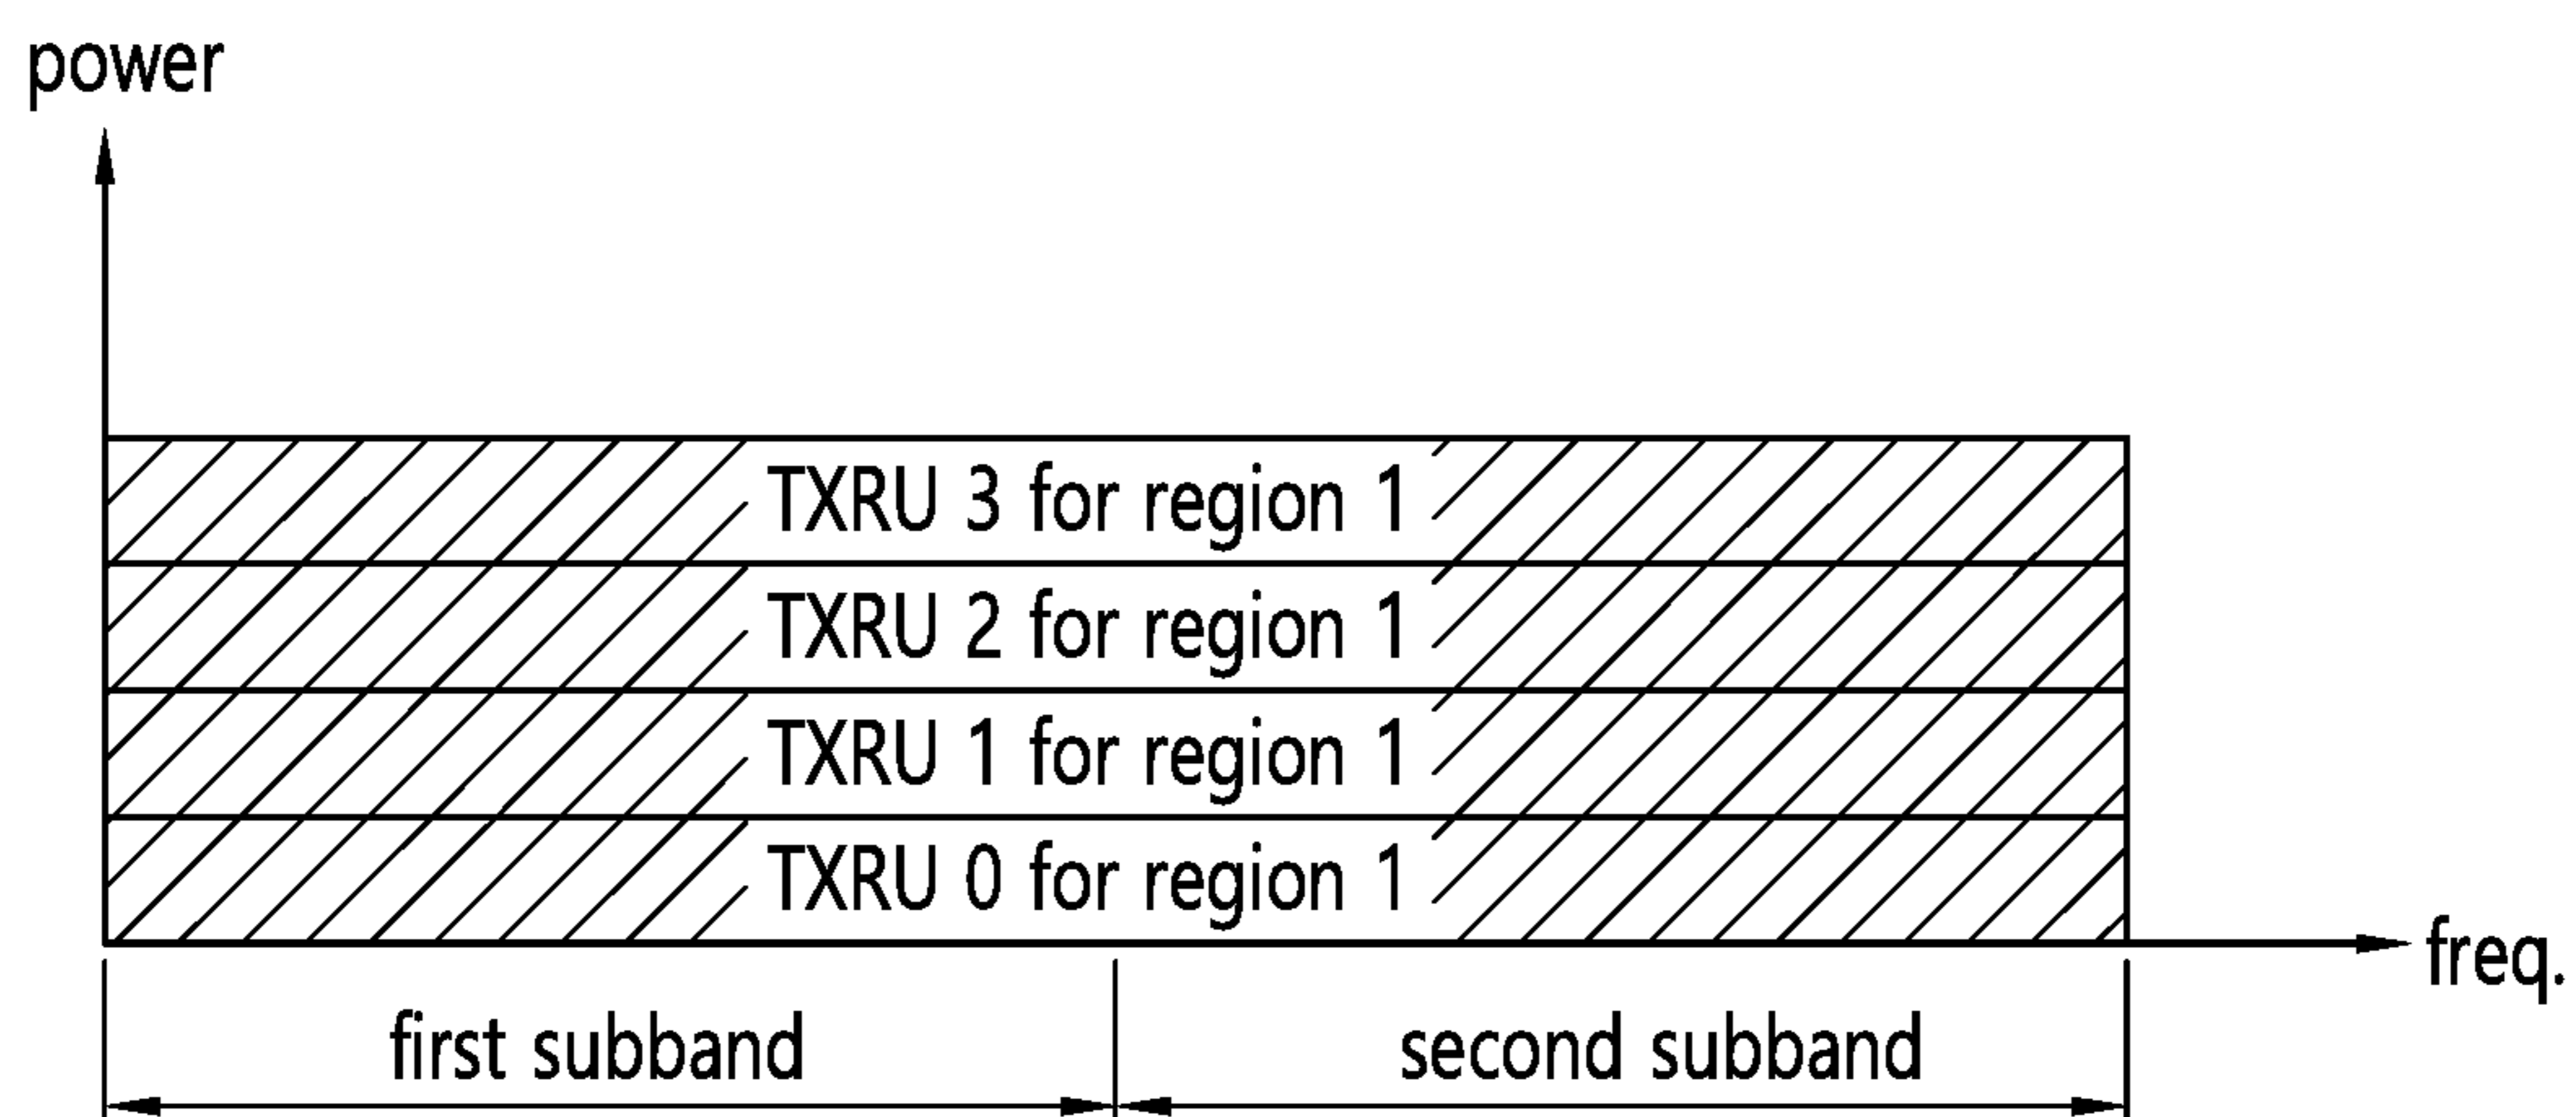 power
TXRU 3 for region 1
TXRU 2 for region 1
TXRU 1 for region 1
TXRU 0 for region 1
freq.
first subband
second subband